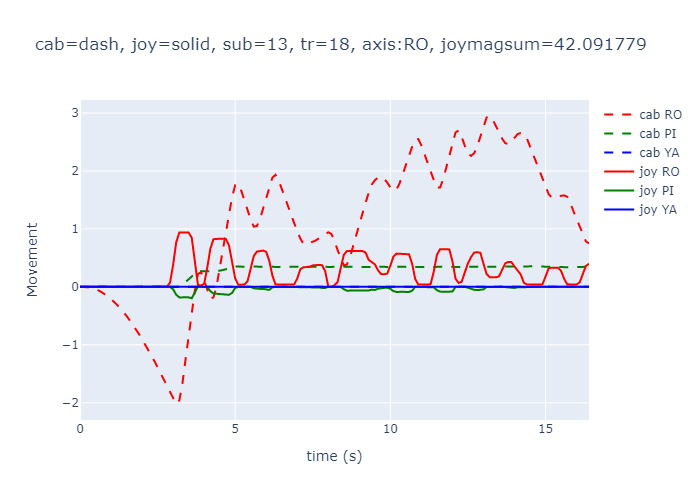 cab=dash, joy=solid, sub=13, tr=18, axis:RO, joymagsum=42.091779
3
2
1
0
−1
−2
Movement
0
5
10
15
time (s)
cab RO
cab PI
cab YA
joy RO
joy PI
joy YA